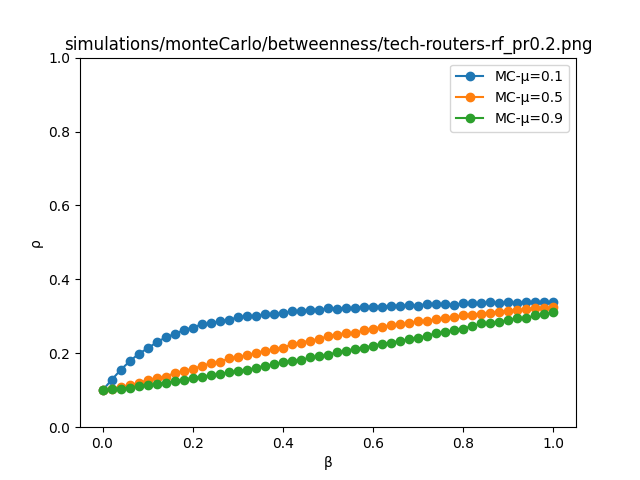 simulations/monteCarlo/betweenness/tech-routers-rf_pr0.2.png
MC-μ=0.1
MC-μ=0.5
MC-μ=0.9
1.0
0.8
0.6
0.4
0.2
0.0
ρ
0.0 0.2 0.4 0.6 0.8 1.0
β